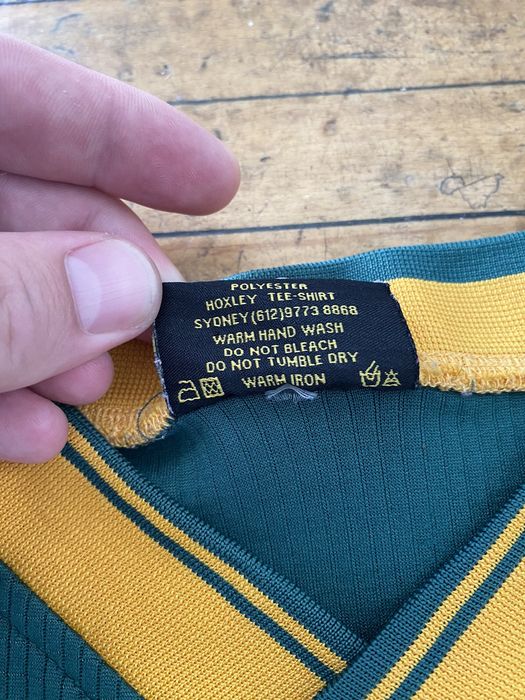 POLYESTER
HOXLEY TEE-SHIRT
SYDNEY (612) 9773 8868
WARM HAND WASH
DO NOT BLEACH
DO NOT TUMBLE DRY
WARM IRON